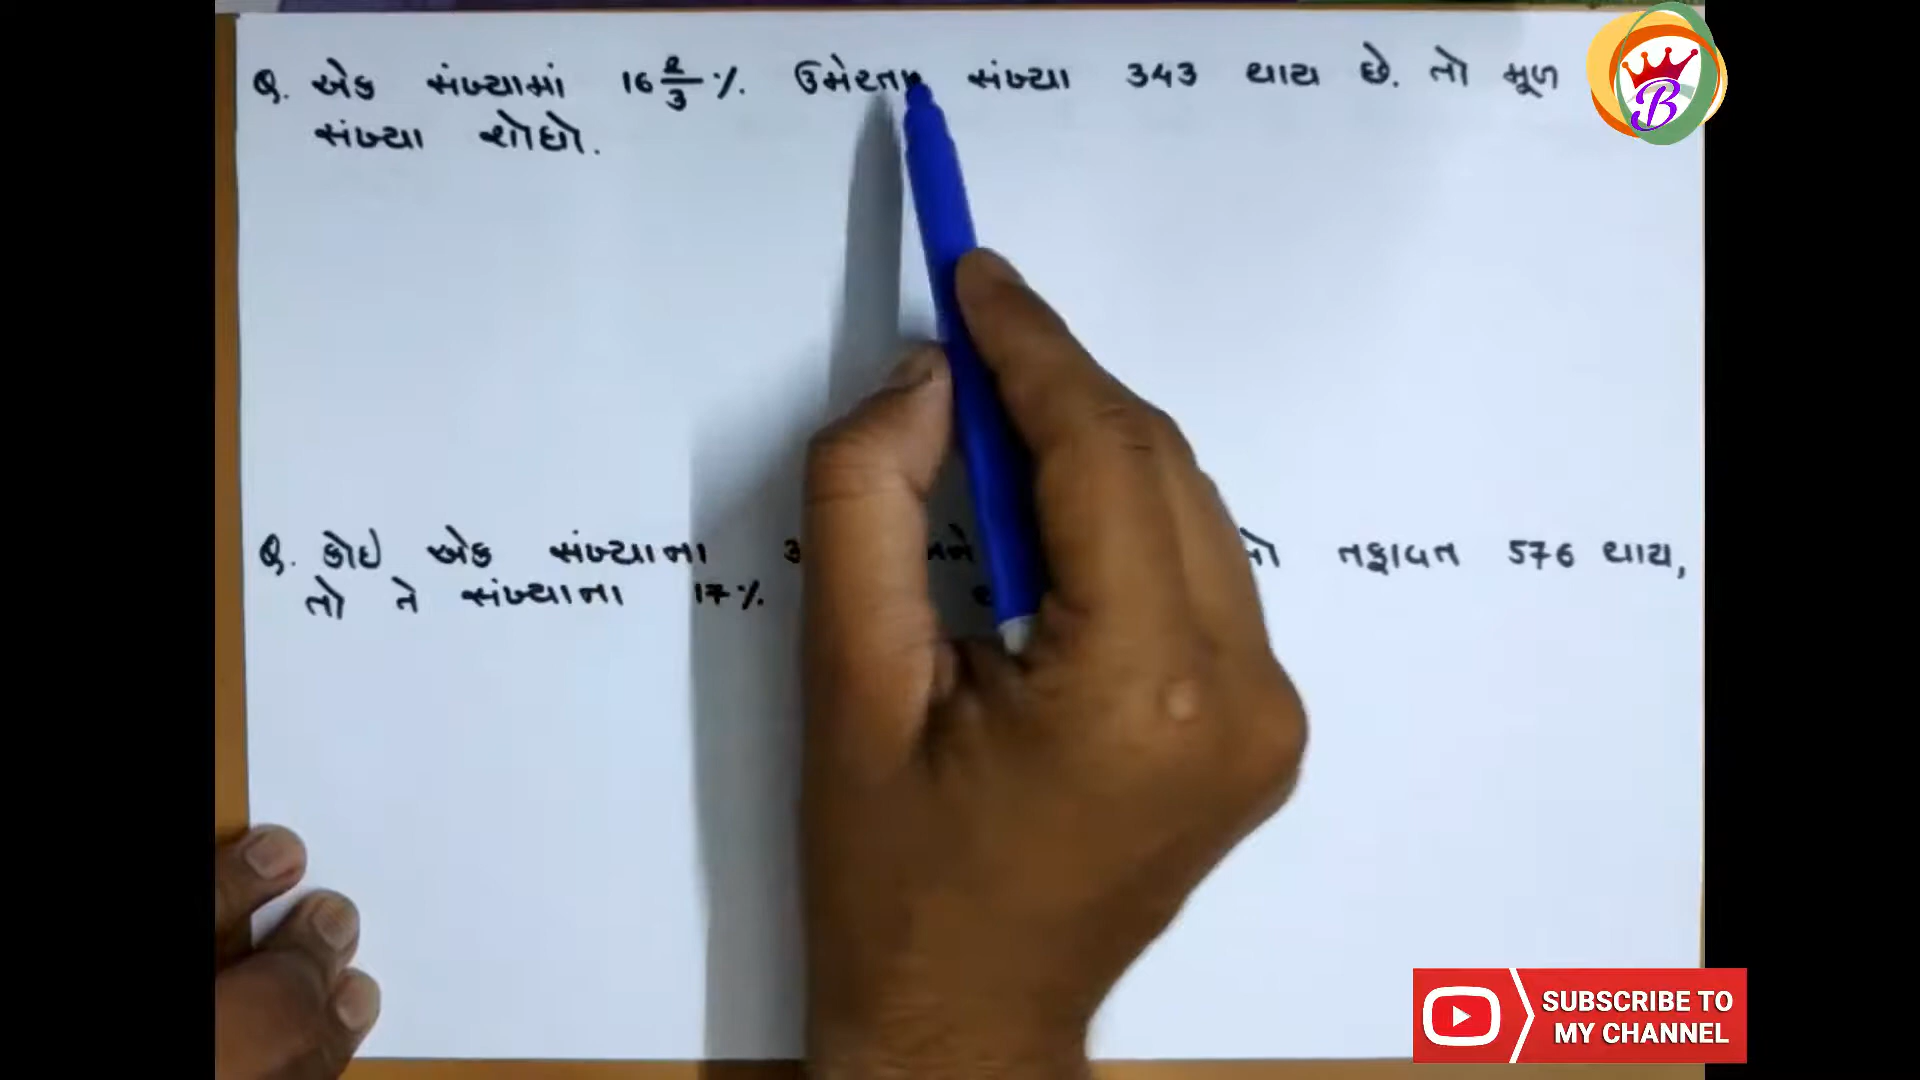 Q. એક સંખ્યામાં 16 2/3 % ઉમેરતા સંખ્યા 343 થાય છે. તો મૂળ
સંખ્યા શોધો.
Q. કોઇ એક સંખ્યાના તફાવત 576 થાય,
તો તે સંખ્યાના 17%
B
SUBSCRIBE TO
MY CHANNEL